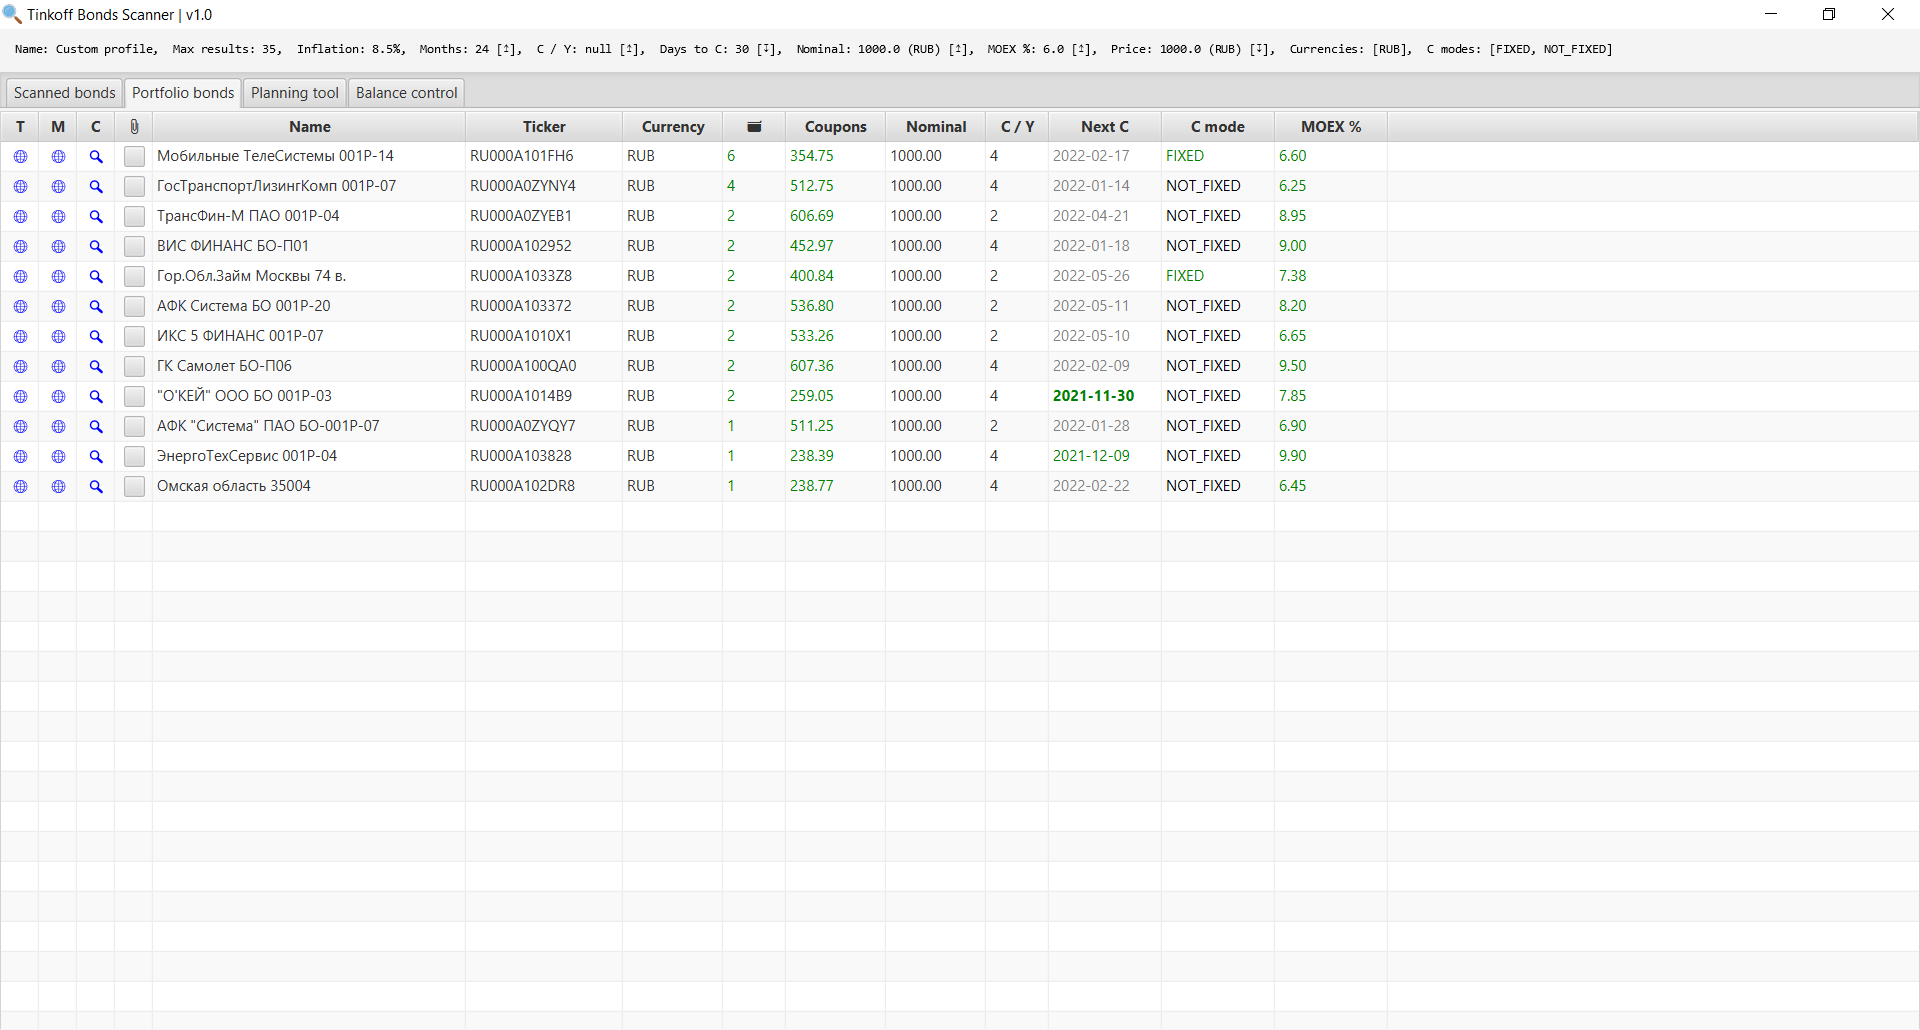 Tinkoff Bonds Scanner | v1.0
Name: Custom profile, Max results: 35, Inflation: 8.5%, Months: 24 [↥], C / Y: null [↥], Days to C: 30 [↧], Nominal: 1000.0 (RUB) [↥], MOEX %: 6.0 [↥], Price: 1000.0 (RUB) [↧], Currencies: [RUB], C modes: [FIXED, NOT_FIXED]
Scanned bonds Portfolio bonds Planning tool Balance control
T M C Name Ticker Currency Coupons Nominal C / Y Next C C mode MOEX %
Мобильные ТелеСистемы 001P-14 RU000A101FH6 RUB 6 354.75 1000.00 4 2022-02-17 FIXED 6.60
ГосТранспортЛизингКомп 001P-07 RU000A0ZYNY4 RUB 4 512.75 1000.00 4 2022-01-14 NOT_FIXED 6.25
ТрансФин-М ПАО 001P-04 RU000A0ZYEB1 RUB 2 606.69 1000.00 2 2022-04-21 NOT_FIXED 8.95
ВИС ФИНАНС БО-П01 RU000A102952 RUB 2 452.97 1000.00 4 2022-01-18 NOT_FIXED 9.00
Гор.Обл.Займ Москвы 74 в. RU000A1033Z8 RUB 2 400.84 1000.00 2 2022-05-26 FIXED 7.38
АФК Система БО 001P-20 RU000A103372 RUB 2 536.80 1000.00 2 2022-05-11 NOT_FIXED 8.20
ИКС 5 ФИНАНС 001P-07 RU000A1010X1 RUB 2 533.26 1000.00 2 2022-05-10 NOT_FIXED 6.65
ГК Самолет БО-П06 RU000A100QA0 RUB 2 607.36 1000.00 4 2022-02-09 NOT_FIXED 9.50
"О'КЕЙ" ООО БО 001P-03 RU000A1014B9 RUB 2 259.05 1000.00 4 2021-11-30 NOT_FIXED 7.85
АФК "Система" ПАО БО-001P-07 RU000A0ZYQY7 RUB 1 511.25 1000.00 2 2022-01-28 NOT_FIXED 6.90
ЭнергоТехСервис 001P-04 RU000A103828 RUB 1 238.39 1000.00 4 2021-12-09 NOT_FIXED 9.90
Омская область 35004 RU000A102DR8 RUB 1 238.77 1000.00 4 2022-02-22 NOT_FIXED 6.45